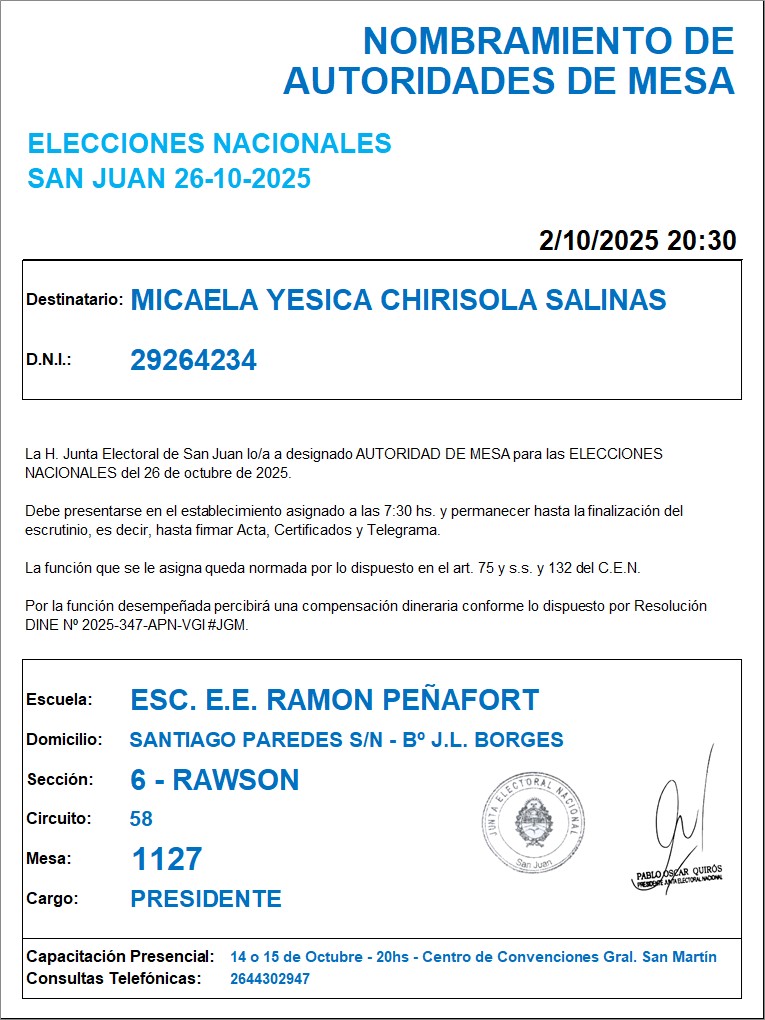 NOMBRAMIENTO DE
AUTORIDADES DE MESA
ELECCIONES NACIONALES
SAN JUAN 26-10-2025
2/10/2025 20:30
Destinatario: MICAELA YESICA CHIRISOLA SALINAS
D.N.I.: 29264234
La H. Junta Electoral de San Juan lo/a a designado AUTORIDAD DE MESA para las ELECCIONES
NACIONALES del 26 de octubre de 2025.
Debe presentarse en el establecimiento asignado a las 7:30 hs. y permanecer hasta la finalización del
escrutinio, es decir, hasta firmar Acta, Certificados y Telegrama.
La función que se le asigna queda normada por lo dispuesto en el art. 75 y s.s. y 132 del C.E.N.
Por la función desempeñada percibirá una compensación dineraria conforme lo dispuesto por Resolución
DINE Nº 2025-347-APN-VGI#JGM.
Escuela: ESC. E.E. RAMON PEÑAFORT
Domicilio: SANTIAGO PAREDES S/N - Bº J.L. BORGES
Sección: 6 - RAWSON
Circuito: 58
Mesa: 1127
Cargo: PRESIDENTE
JUNTA ELECTORAL NACIONAL
San Juan
PABLO OSCAR QUIRÓS
PRESIDENTE JUNTA ELECTORAL NACIONAL
Capacitación Presencial: 14 o 15 de Octubre - 20hs - Centro de Convenciones Gral. San Martín
Consultas Telefónicas: 2644302947